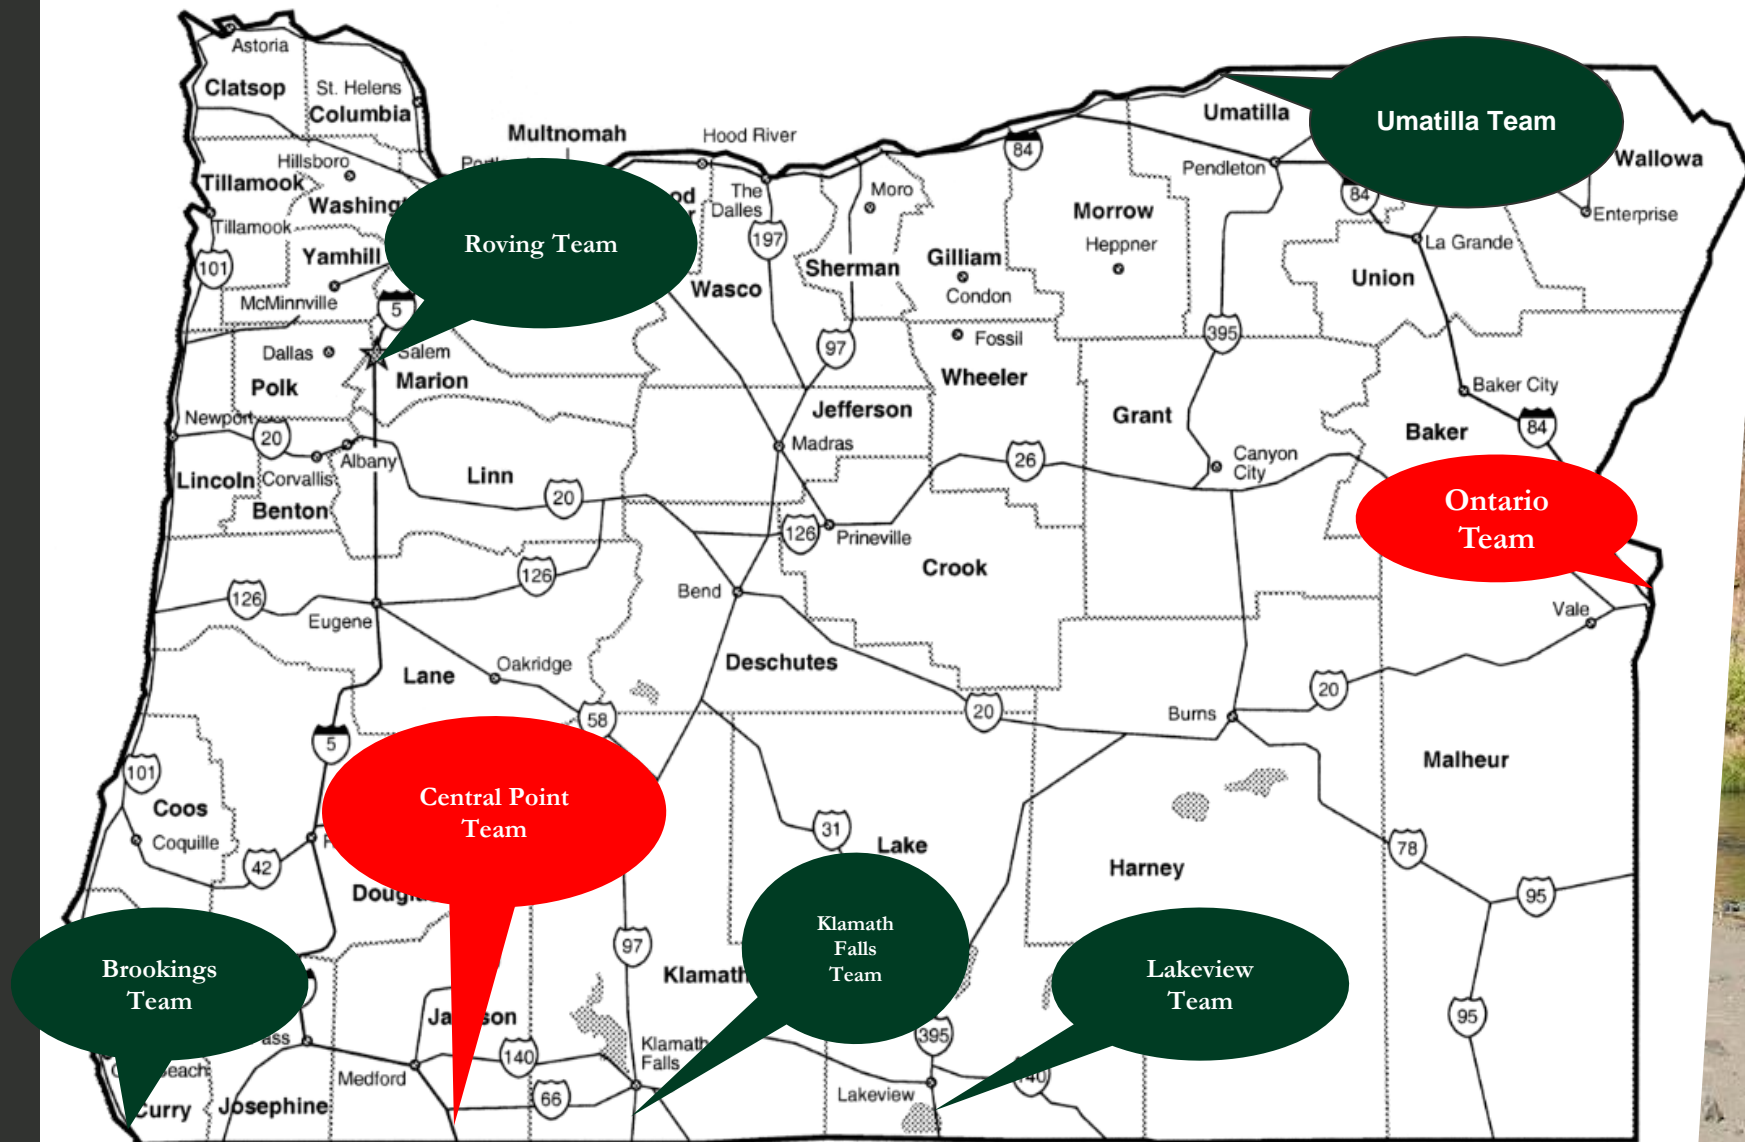 Astoria
Clatsop
St. Helens
Columbia
Multnomah
Hood River
84
Umatilla
Umatilla Team
Hillsboro
Tillamook
Washingt
The
Dalles
Moro
Pendleton
84
Wallowa
Tillamook
Roving Team
197
Morrow
Enterprise
101
Yamhill
Sherman
Gilliam
Heppner
La Grande
McMinnville
5
Wasco
Condon
Union
Dallas
Salem
97
Fossil
395
Polk
Marion
Wheeler
Baker City
Newport
20
Jefferson
Grant
84
Albany
Madras
Baker
Lincoln
Corvallis
Linn
26
Canyon
City
Benton
20
126
Prineville
Ontario
Team
126
126
Bend
Crook
Eugene
Vale
Lane
Oakridge
Deschutes
58
20
Burns
20
5
101
Malheur
Coos
Central Point
Team
Coquille
31
Lake
78
42
Harney
Klamath
Falls
Team
95
Brookings
Team
97
Klamath
Lakeview
Team
95
Medford
140
Klamath
Falls
395
66
Lakeview
Curry
Josephine